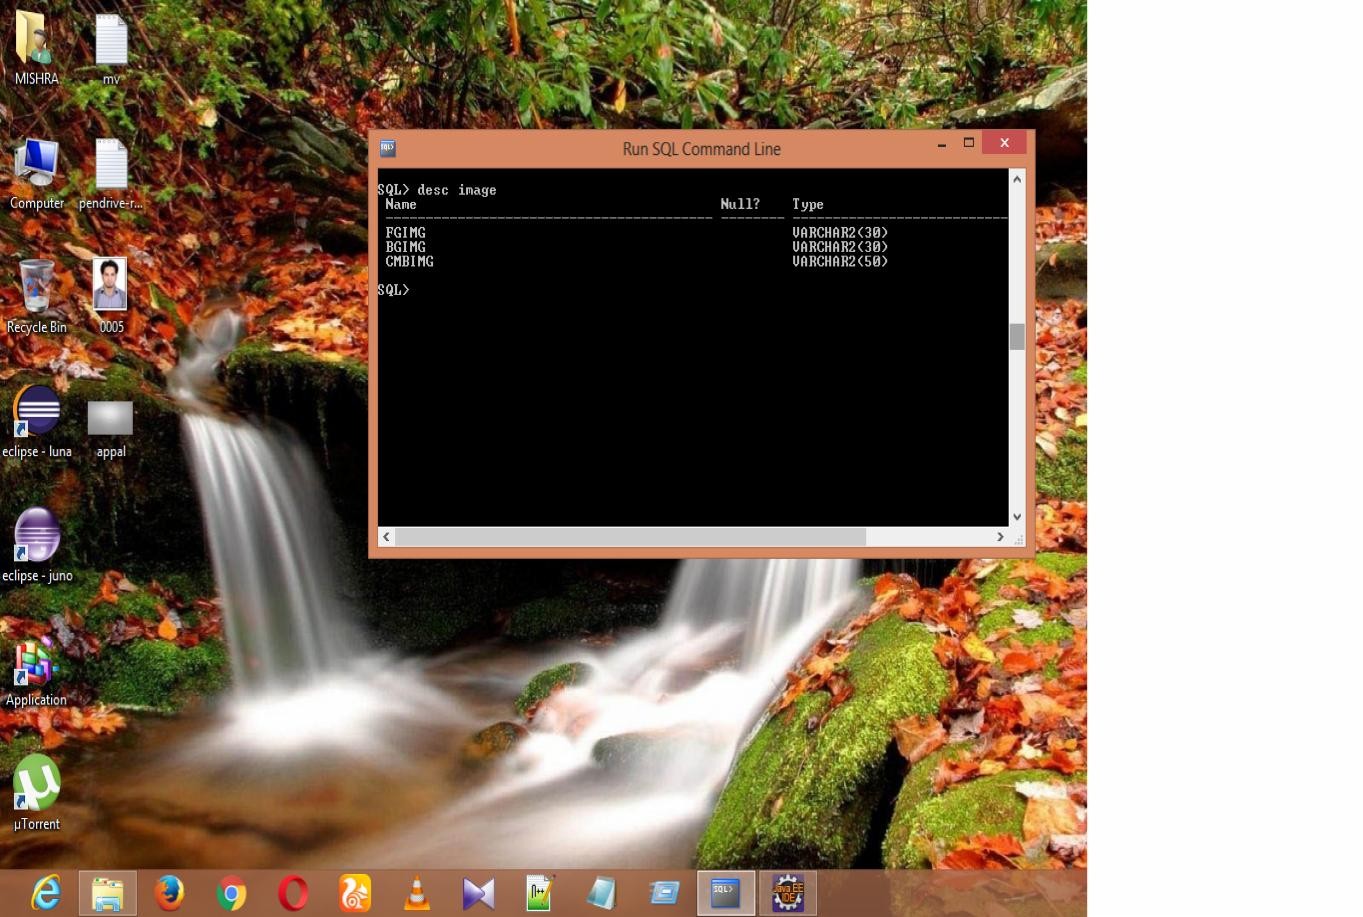 MISHRA
mv
Computer
pendrive-r...
Recycle Bin
0005
eclipse - luna
appal
eclipse - juno
Application
µTorrent
Run SQL Command Line
SQL> desc image
Name Null? Type
----------------------------------------- -------- ---------------------------
FGIMG VARCHAR2(30)
BGIMG VARCHAR2(30)
CMBIMG VARCHAR2(50)
SQL>
n++
SQL>
Java EE
IDE